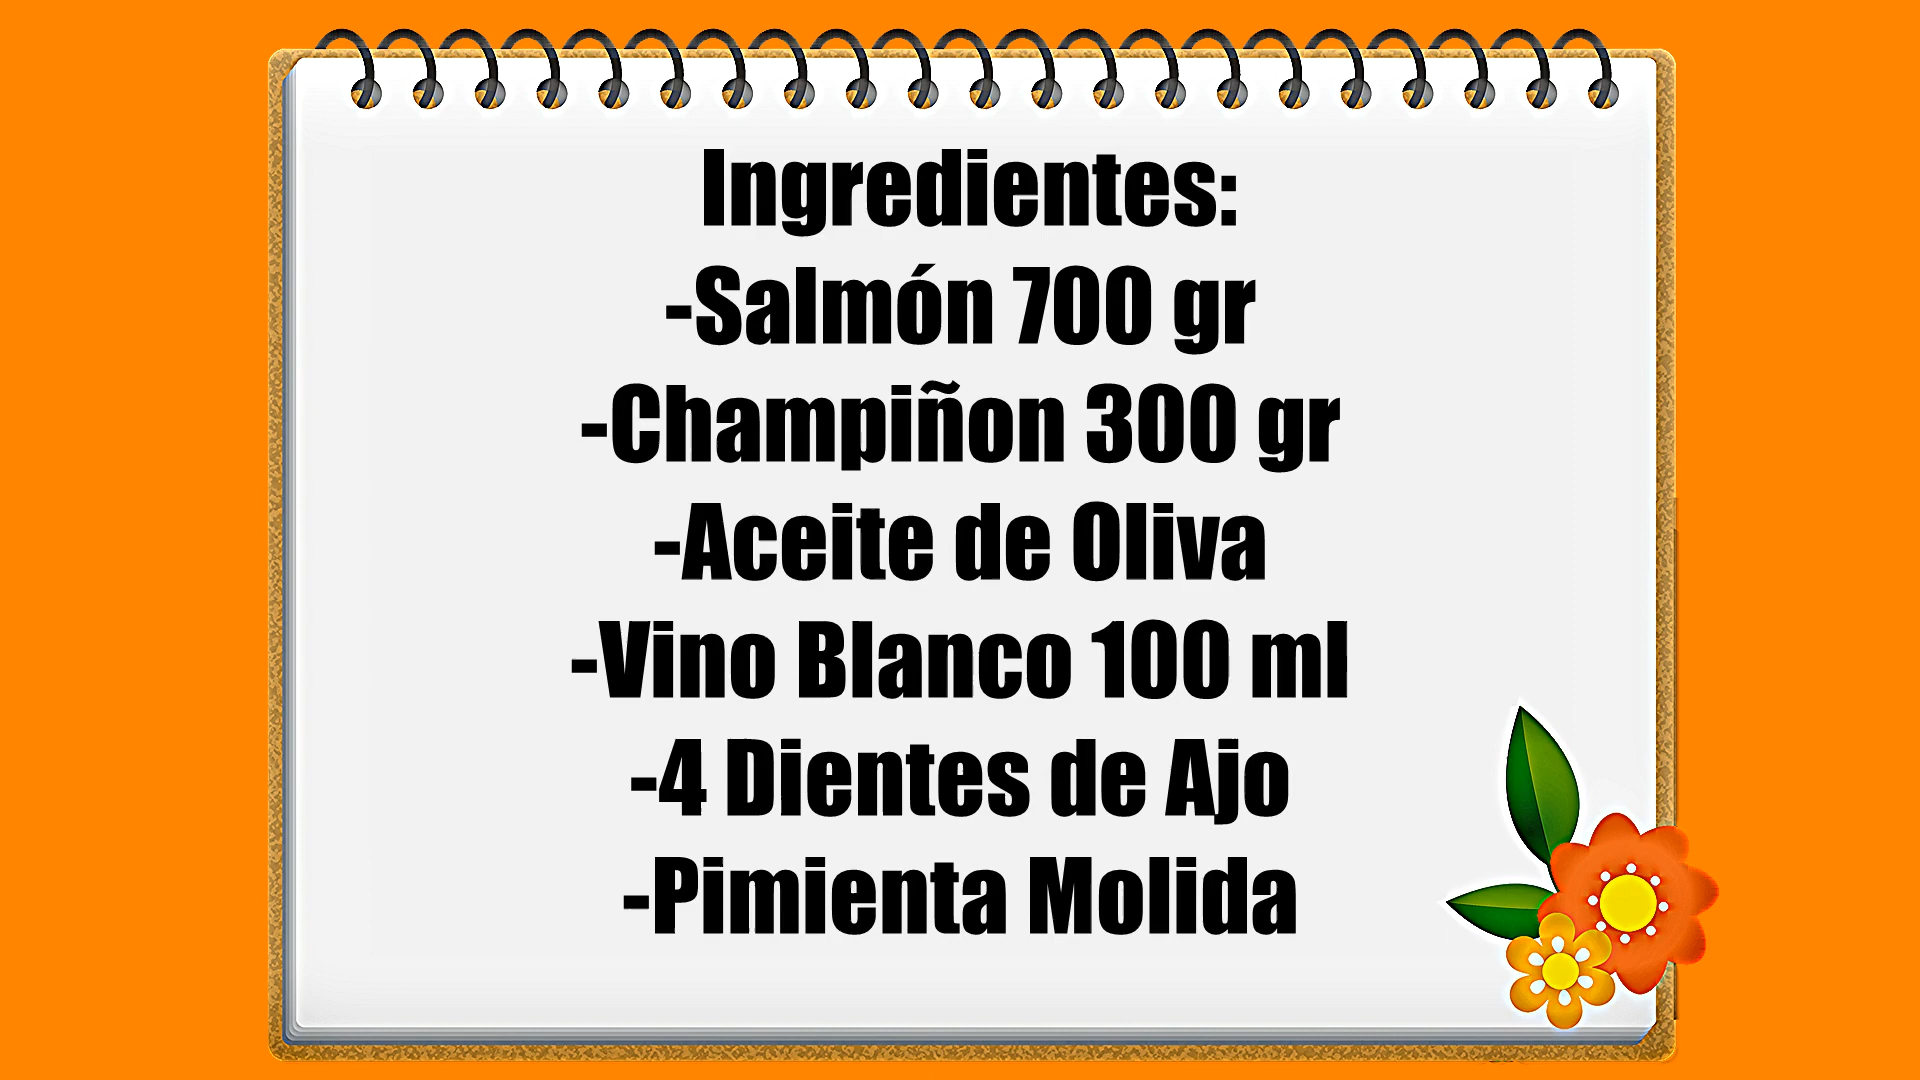 Ingredientes:
-Salmón 700 gr
-Champiñon 300 gr
-Aceite de Oliva
-Vino Blanco 100 ml
-4 Dientes de Ajo
-Pimienta Molida